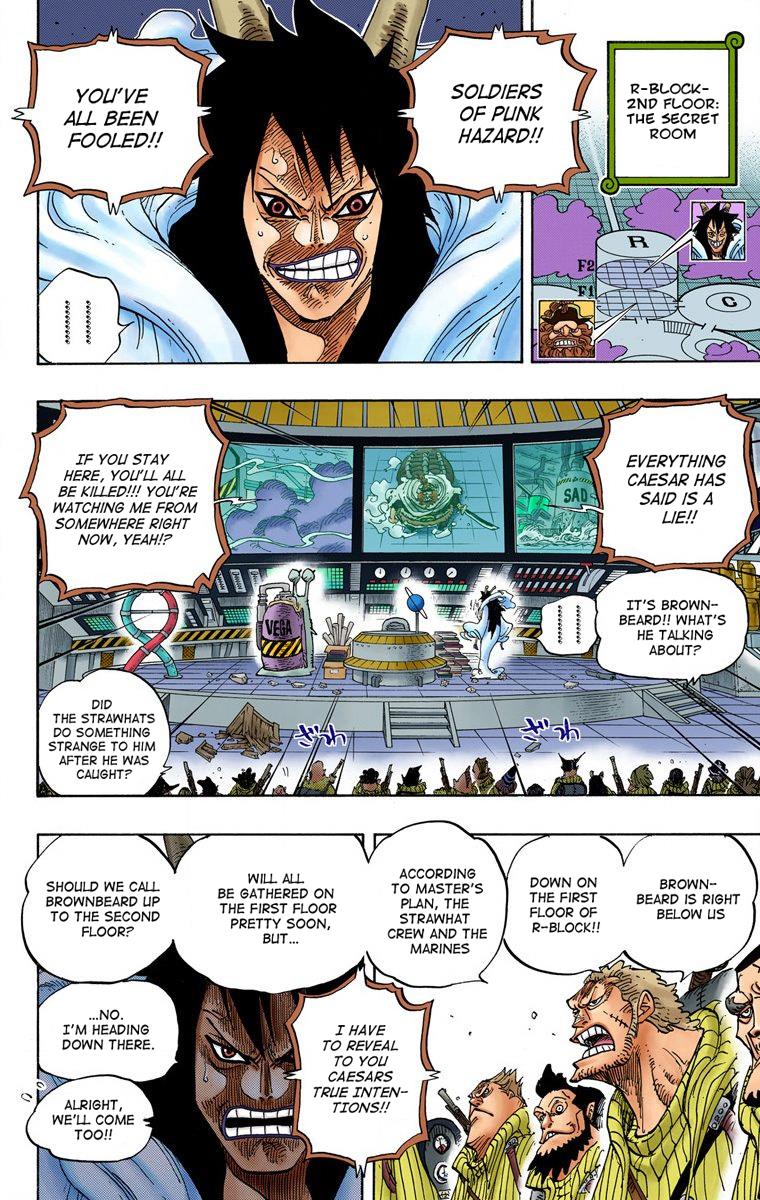 R-BLOCK-
2ND FLOOR:
THE SECRET
ROOM
R
F2
F1
C
SOLDIERS
OF PUNK
HAZARD!!
YOU'VE
ALL BEEN
FOOLED!!
EVERYTHING
CAESAR HAS
SAID IS A
LIE!!
SAD
IF YOU STAY
HERE, YOU'LL ALL
BE KILLED!!! YOU'RE
WATCHING ME FROM
SOMEWHERE RIGHT
NOW, YEAH!?
IT'S BROWN-
BEARD!! WHAT'S
HE TALKING
ABOUT?
VEGA
ざわ
ざわ
DID
THE STRAWHATS
DO SOMETHING
STRANGE TO HIM
AFTER HE WAS
CAUGHT?
BROWN-
BEARD IS RIGHT
BELOW US
DOWN ON
THE FIRST
FLOOR OF
R-BLOCK!!
ACCORDING
TO MASTER'S
PLAN, THE
STRAWHAT
CREW AND THE
MARINES
WILL ALL
BE GATHERED ON
THE FIRST FLOOR
PRETTY SOON,
BUT...
SHOULD WE CALL
BROWNBEARD UP
TO THE SECOND
FLOOR?
I HAVE
TO REVEAL
TO YOU
CAESARS
TRUE INTEN-
TIONS!!
...NO.
I'M HEADING
DOWN THERE.
ALRIGHT,
WE'LL COME
TOO!!